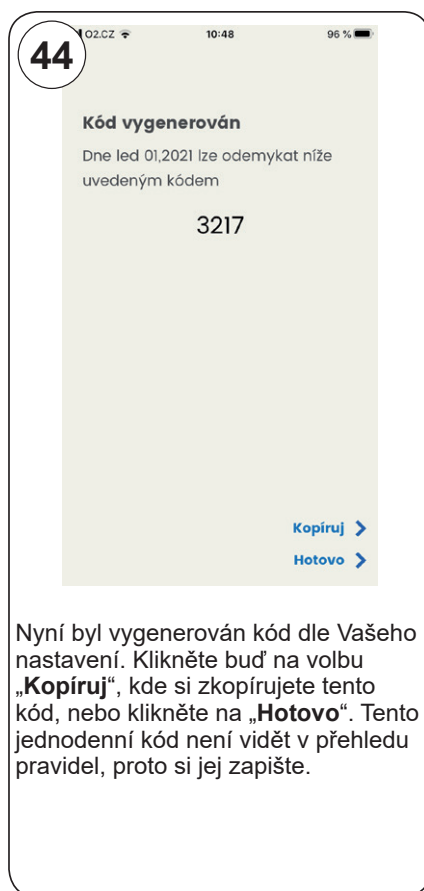 44
O2.CZ 10:48 96 %
Kód vygenerován
Dne led 01,2021 lze odemykat níže
uvedeným kódem
3217
Kopíruj
Hotovo
Nyní byl vygenerován kód dle Vašeho
nastavení. Klikněte buď na volbu
„Kopíruj“, kde si zkopírujete tento
kód, nebo klikněte na „Hotovo“. Tento
jednodenní kód není vidět v přehledu
pravidel, proto si jej zapište.